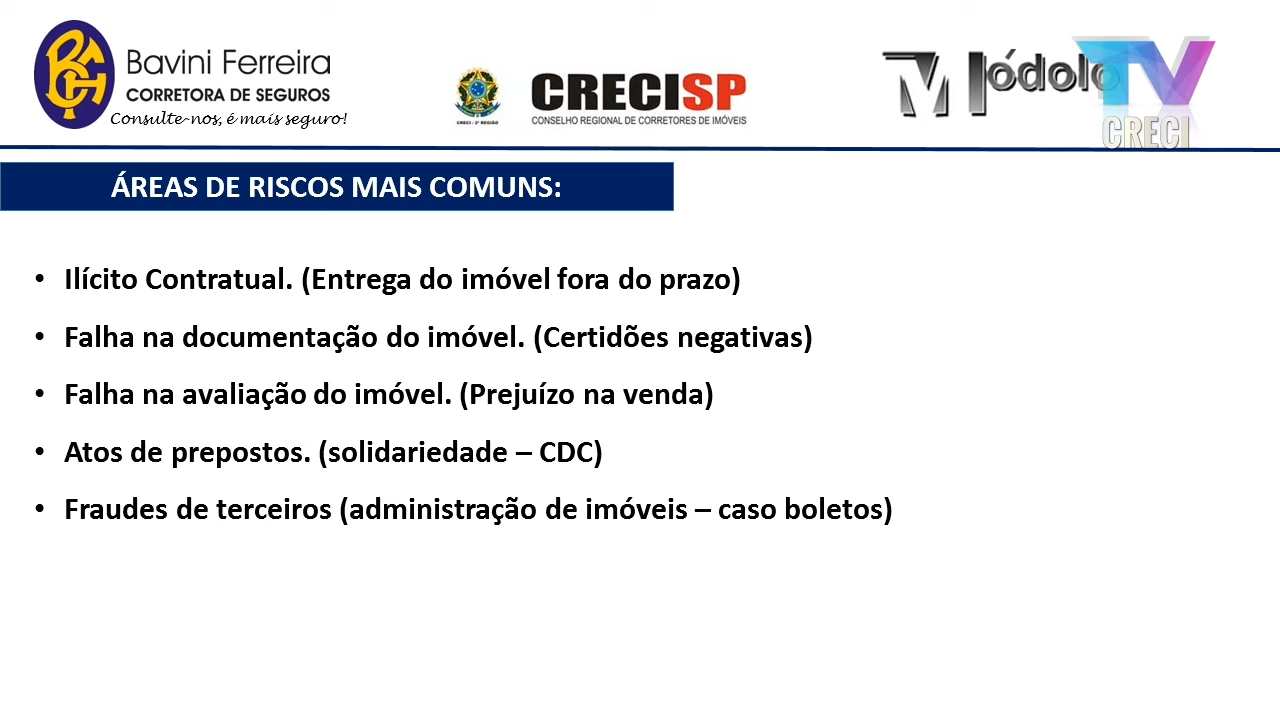 Bavini Ferreira
CORRETORA DE SEGUROS
Consulte-nos, é mais seguro!
CRECI - 2ª REGIÃO
CRECISP
CONSELHO REGIONAL DE CORRETORES DE IMÓVEIS
Módolo
TV
CRECI
ÁREAS DE RISCOS MAIS COMUNS:
• Ilícito Contratual. (Entrega do imóvel fora do prazo)
• Falha na documentação do imóvel. (Certidões negativas)
• Falha na avaliação do imóvel. (Prejuízo na venda)
• Atos de prepostos. (solidariedade – CDC)
• Fraudes de terceiros (administração de imóveis – caso boletos)